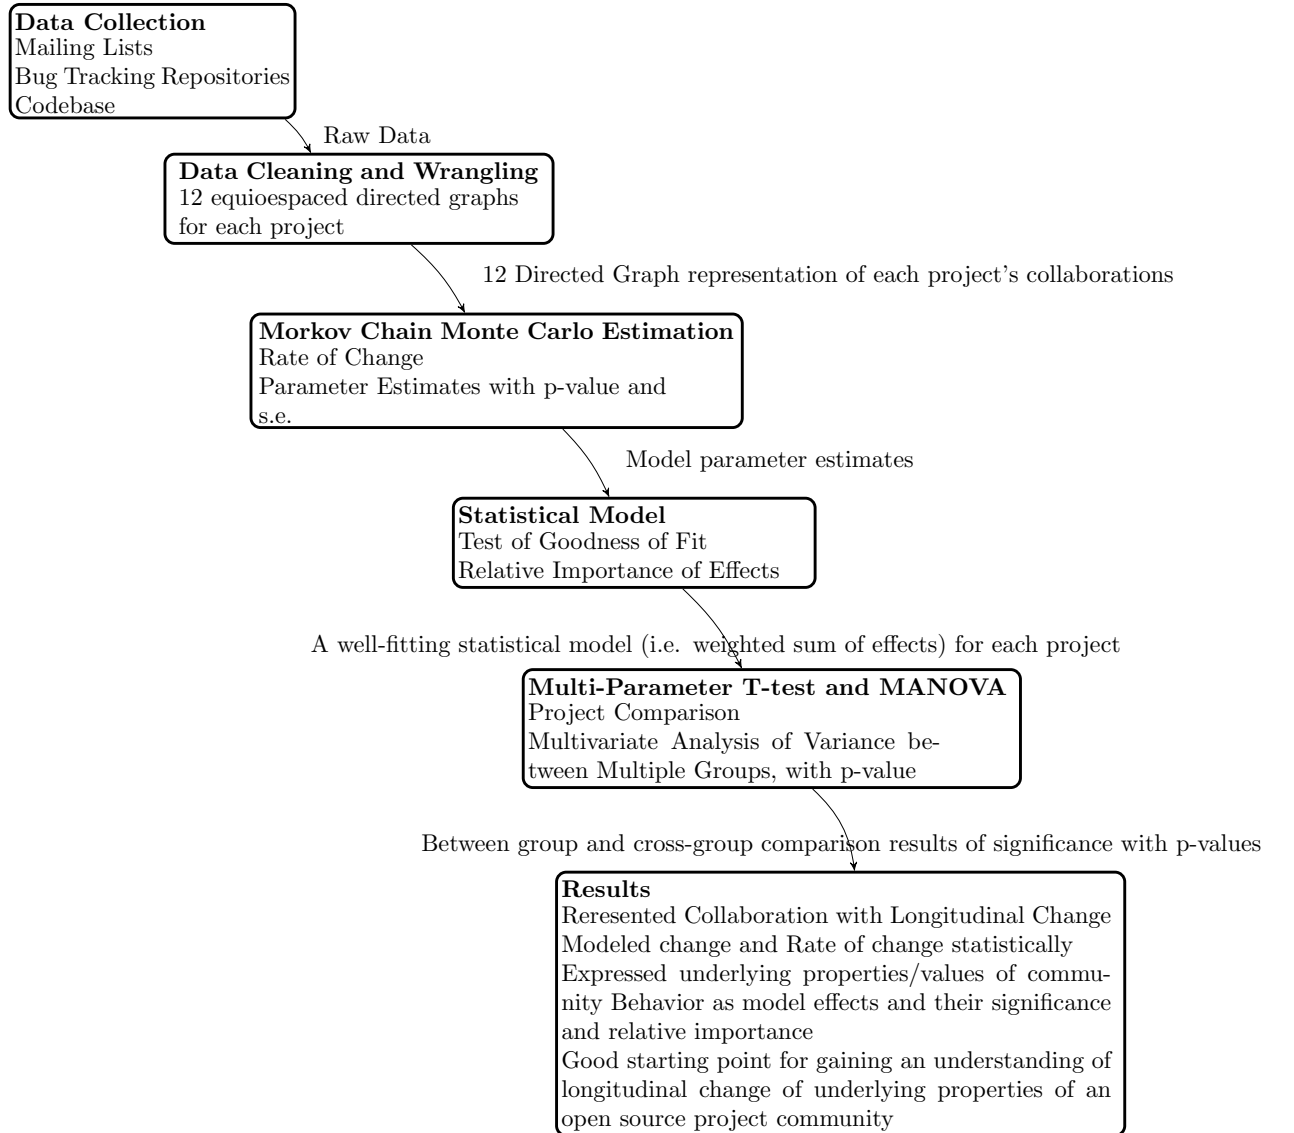 Data Collection
Mailing Lists
Bug Tracking Repositories
Codebase
Raw Data
Data Cleaning and Wrangling
12 equioespaced directed graphs
for each project
12 Directed Graph representation of each project's collaborations
Morkov Chain Monte Carlo Estimation
Rate of Change
Parameter Estimates with p-value and
s.e.
Model parameter estimates
Statistical Model
Test of Goodness of Fit
Relative Importance of Effects
A well-fitting statistical model (i.e. weighted sum of effects) for each project
Multi-Parameter T-test and MANOVA
Project Comparison
Multivariate Analysis of Variance be-
tween Multiple Groups, with p-value
Between group and cross-group comparison results of significance with p-values
Results
Reresented Collaboration with Longitudinal Change
Modeled change and Rate of change statistically
Expressed underlying properties/values of commu-
nity Behavior as model effects and their significance
and relative importance
Good starting point for gaining an understanding of
longitudinal change of underlying properties of an
open source project community